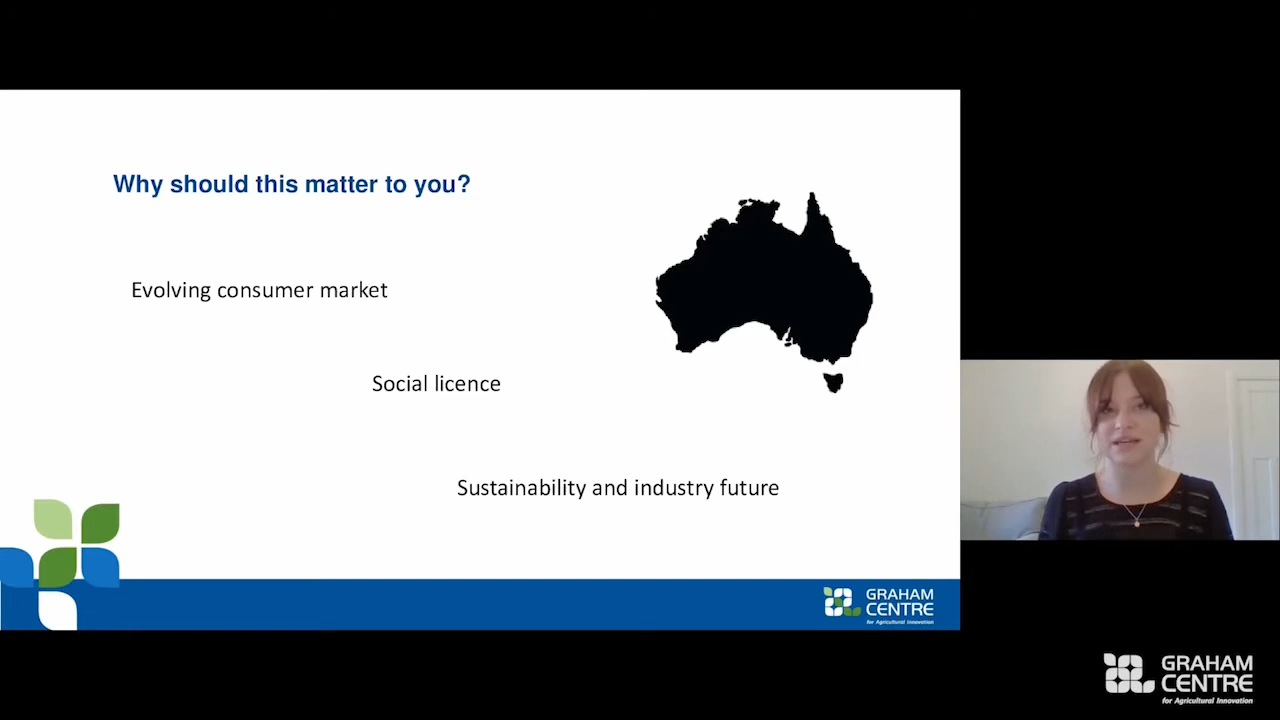 Why should this matter to you?
Evolving consumer market
Social licence
Sustainability and industry future
GRAHAM
CENTRE
for Agricultural Innovation
GRAHAM
CENTRE
for Agricultural Innovation